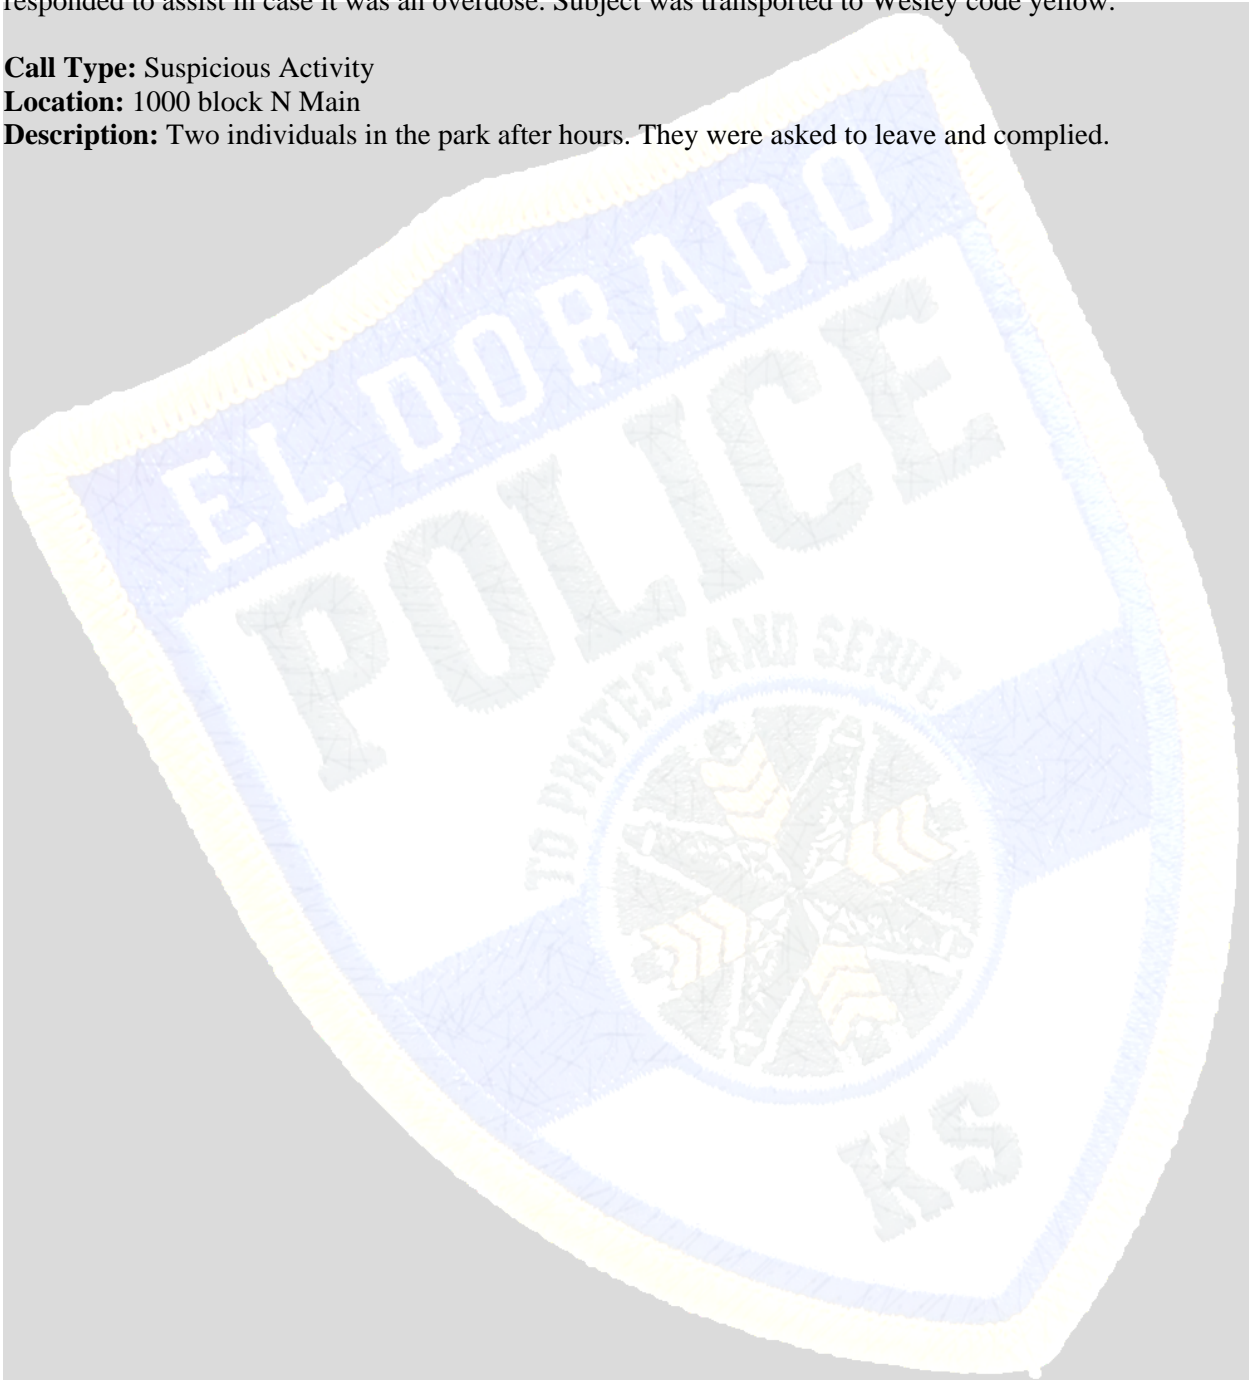 responded to assist in case it was an overdose. Subject was transported to Wesley code yellow.
Call Type: Suspicious Activity
Location: 1000 block N Main
Description: Two individuals in the park after hours. They were asked to leave and complied.
EL DORADO
POLICE
TO PROTECT AND SERVE
KS